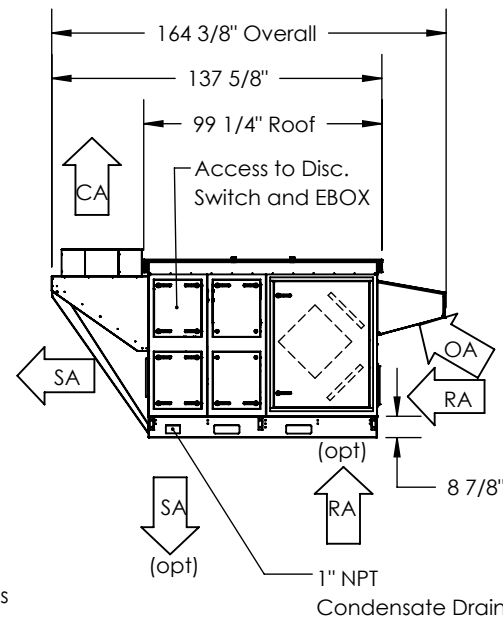 164 3/8" Overall
137 5/8"
99 1/4" Roof
Access to Disc.
Switch and EBOX
CA
OA
SA
RA
(opt)
8 7/8"
SA
RA
(opt)
1" NPT
Condensate Drain
s